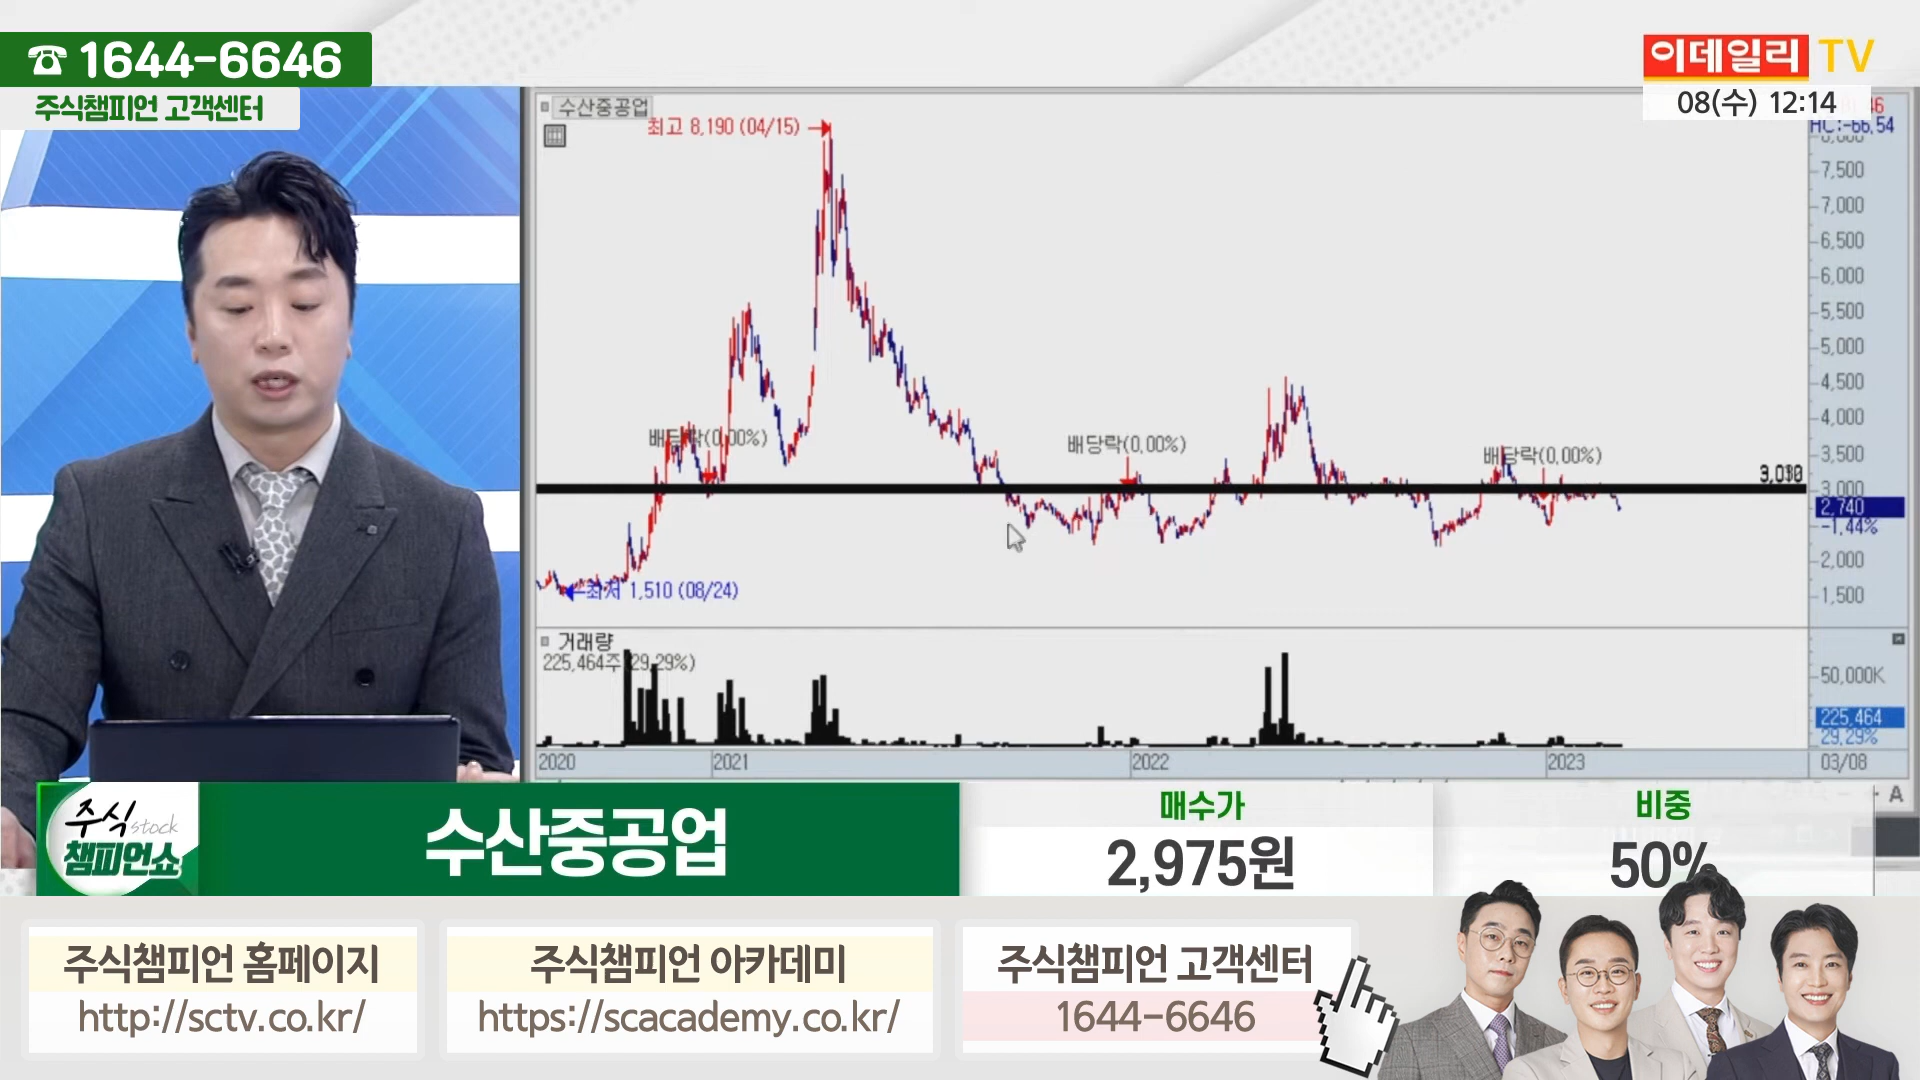 ☎ 1644-6646
주식챔피언 고객센터
이데일리 TV
08(수) 12:14
수산중공업
최고 8,190 (04/15)
HC:-66.54
8,000
7,500
7,000
6,500
6,000
5,500
5,000
4,500
4,000
3,500
3,000
2,740
-1.44%
2,000
1,500
배당락(0.00%)
배당락(0.00%)
배당락(0.00%)
최저 1,510 (08/24)
거래량
225,464주(29.29%)
50,000K
225,464
29.29%
2020
2021
2022
2023
03/08
A
주식
stock
챔피언쇼
수산중공업
매수가
2,975원
비중
50%
주식챔피언 홈페이지
http://sctv.co.kr/
주식챔피언 아카데미
https://scacademy.co.kr/
주식챔피언 고객센터
1644-6646